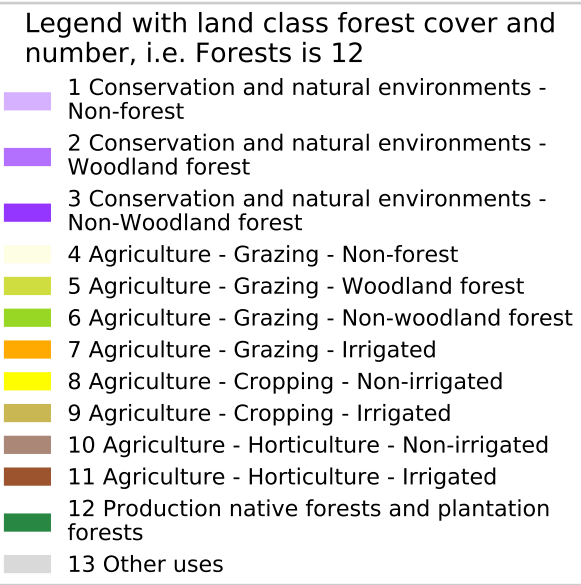 Legend with land class forest cover and
number, i.e. Forests is 12
1 Conservation and natural environments -
Non-forest
2 Conservation and natural environments -
Woodland forest
3 Conservation and natural environments -
Non-Woodland forest
4 Agriculture - Grazing - Non-forest
5 Agriculture - Grazing - Woodland forest
6 Agriculture - Grazing - Non-woodland forest
7 Agriculture - Grazing - Irrigated
8 Agriculture - Cropping - Non-irrigated
9 Agriculture - Cropping - Irrigated
10 Agriculture - Horticulture - Non-irrigated
11 Agriculture - Horticulture - Irrigated
12 Production native forests and plantation
forests
13 Other uses